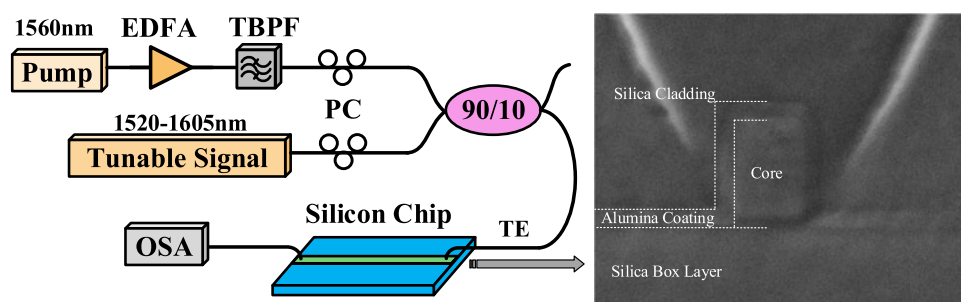 1560nm
EDFA
TBPF
Pump
PC
90/10
1520-1605nm
Tunable Signal
Silicon Chip
TE
OSA
Silica Cladding
Core
Alumina Coating
Silica Box Layer